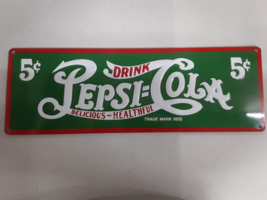 5¢ DRINK 5¢
PEPSI=COLA
DELICIOUS-HEALTHFUL
TRADE MARK REG.